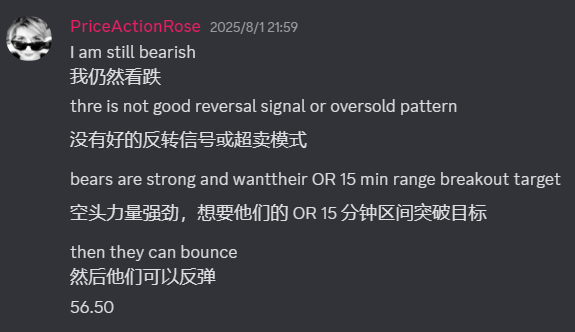 PriceActionRose 2025/8/1 21:59
I am still bearish
我仍然看跌
thre is not good reversal signal or oversold pattern
没有好的反转信号或超卖模式
bears are strong and wanttheir OR 15 min range breakout target
空头力量强劲，想要他们的 OR 15 分钟区间突破目标
then they can bounce
然后他们可以反弹
56.50